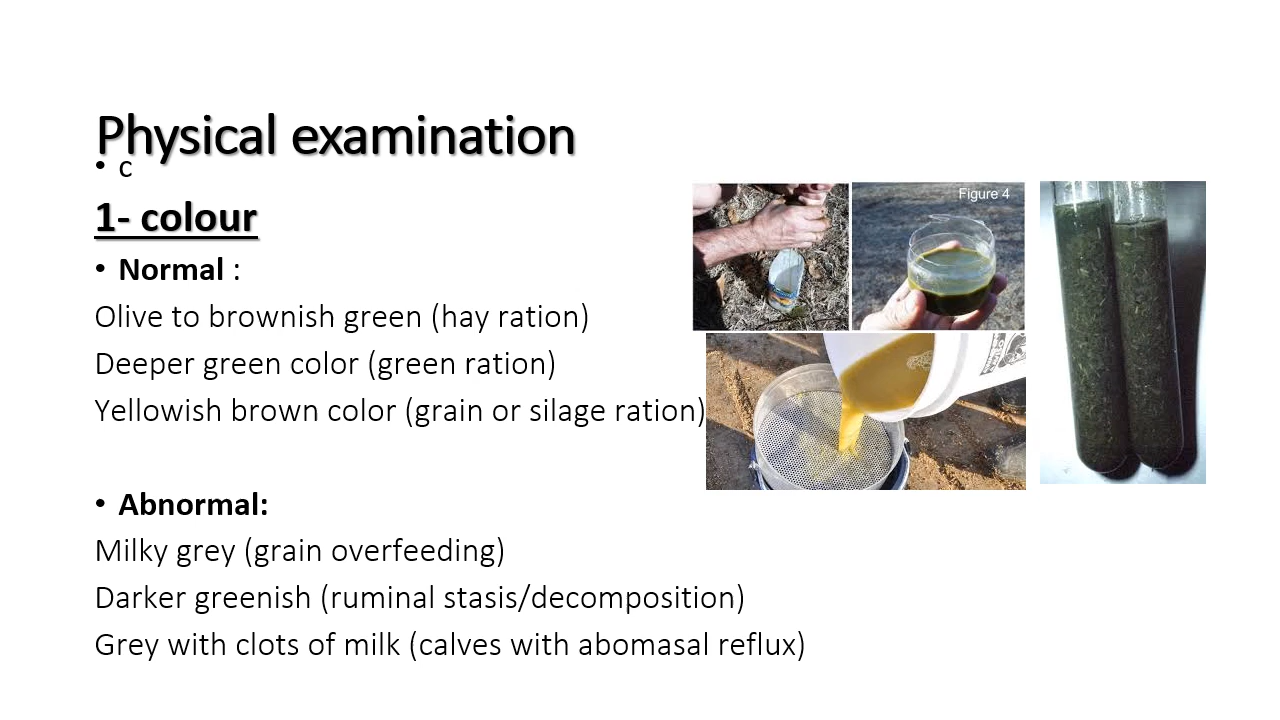 Physical examination
• c
1- colour
• Normal :
Olive to brownish green (hay ration)
Deeper green color (green ration)
Yellowish brown color (grain or silage ration)
• Abnormal:
Milky grey (grain overfeeding)
Darker greenish (ruminal stasis/decomposition)
Grey with clots of milk (calves with abomasal reflux)
Figure 4